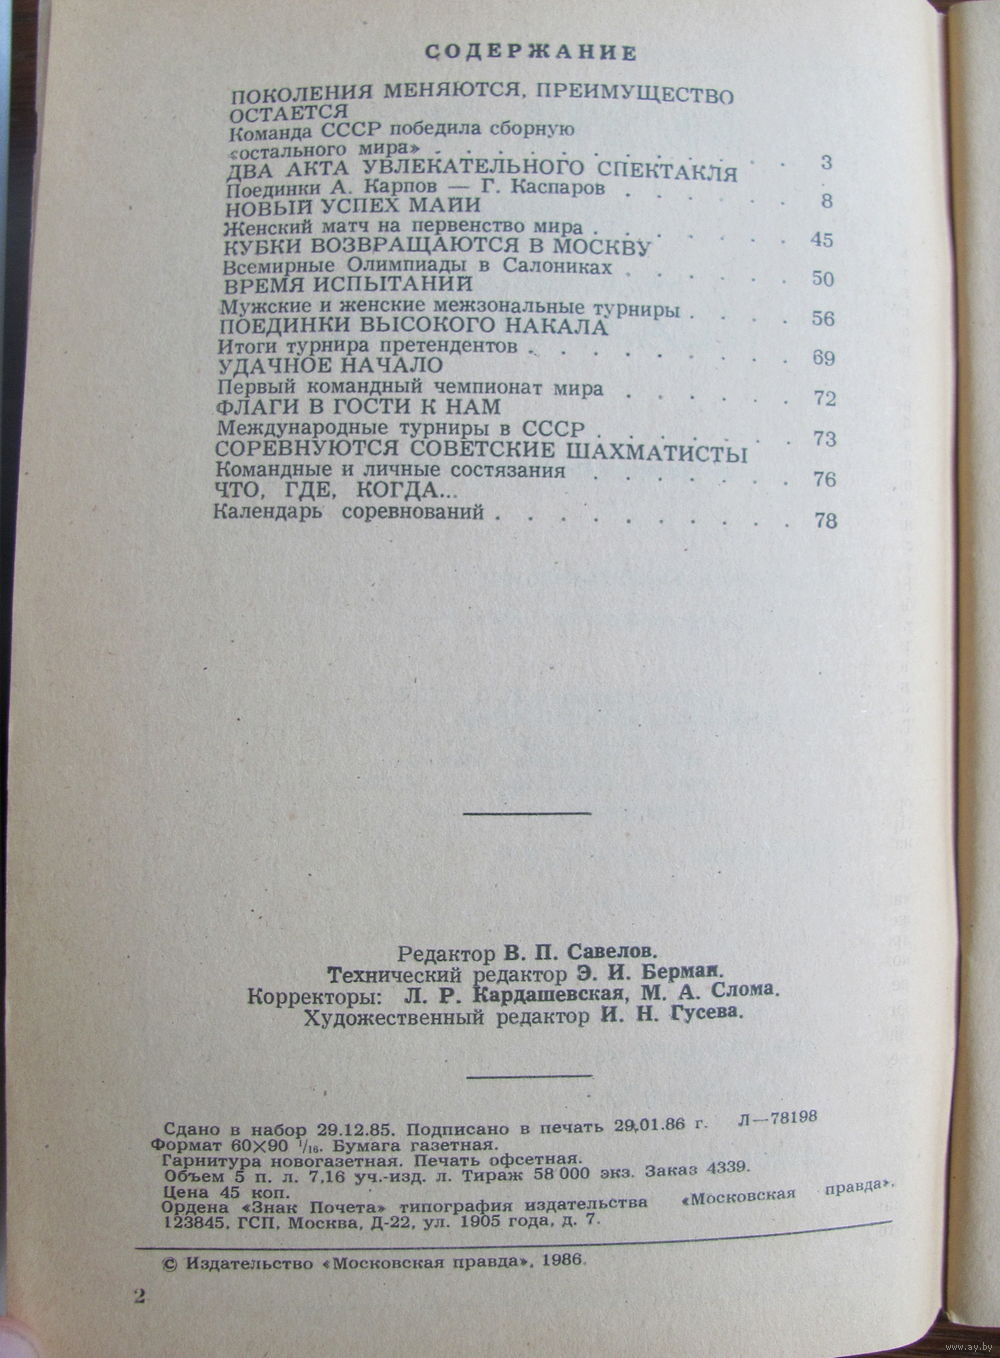 СОДЕРЖАНИЕ
ПОКОЛЕНИЯ МЕНЯЮТСЯ, ПРЕИМУЩЕСТВО
ОСТАЕТСЯ
Команда СССР победила сборную
«остального мира» . . . . . . . . . . . . 3
ДВА АКТА УВЛЕКАТЕЛЬНОГО СПЕКТАКЛЯ
Поединки А. Карпов — Г. Каспаров . . . . . . 8
НОВЫЙ УСПЕХ МАЙИ
Женский матч на первенство мира . . . . . . . 45
КУБКИ ВОЗВРАЩАЮТСЯ В МОСКВУ
Всемирные Олимпиады в Салониках . . . . . . 50
ВРЕМЯ ИСПЫТАНИЙ
Мужские и женские межзональные турниры . . . . 56
ПОЕДИНКИ ВЫСОКОГО НАКАЛА
Итоги турнира претендентов . . . . . . . . . 69
УДАЧНОЕ НАЧАЛО
Первый командный чемпионат мира . . . . . . 72
ФЛАГИ В ГОСТИ К НАМ
Международные турниры в СССР . . . . . . . 73
СОРЕВНУЮТСЯ СОВЕТСКИЕ ШАХМАТИСТЫ
Командные и личные состязания . . . . . . . 76
ЧТО, ГДЕ, КОГДА...
Календарь соревнований . . . . . . . . . . 78
Редактор В. П. Савелов.
Технический редактор Э. И. Берман.
Корректоры: Л. Р. Кардашевская, М. А. Слома.
Художественный редактор И. Н. Гусева.
Сдано в набор 29.12.85. Подписано в печать 29.01.86 г. Л—78198
Формат 60×90 1/16. Бумага газетная.
Гарнитура новогазетная. Печать офсетная.
Объем 5 п. л. 7,16 уч.-изд. л. Тираж 58 000 экз. Заказ 4339.
Цена 45 коп.
Ордена «Знак Почета» типография издательства «Московская правда».
123845, ГСП, Москва, Д-22, ул. 1905 года, д. 7.
© Издательство «Московская правда», 1986.
2
www.ay.by